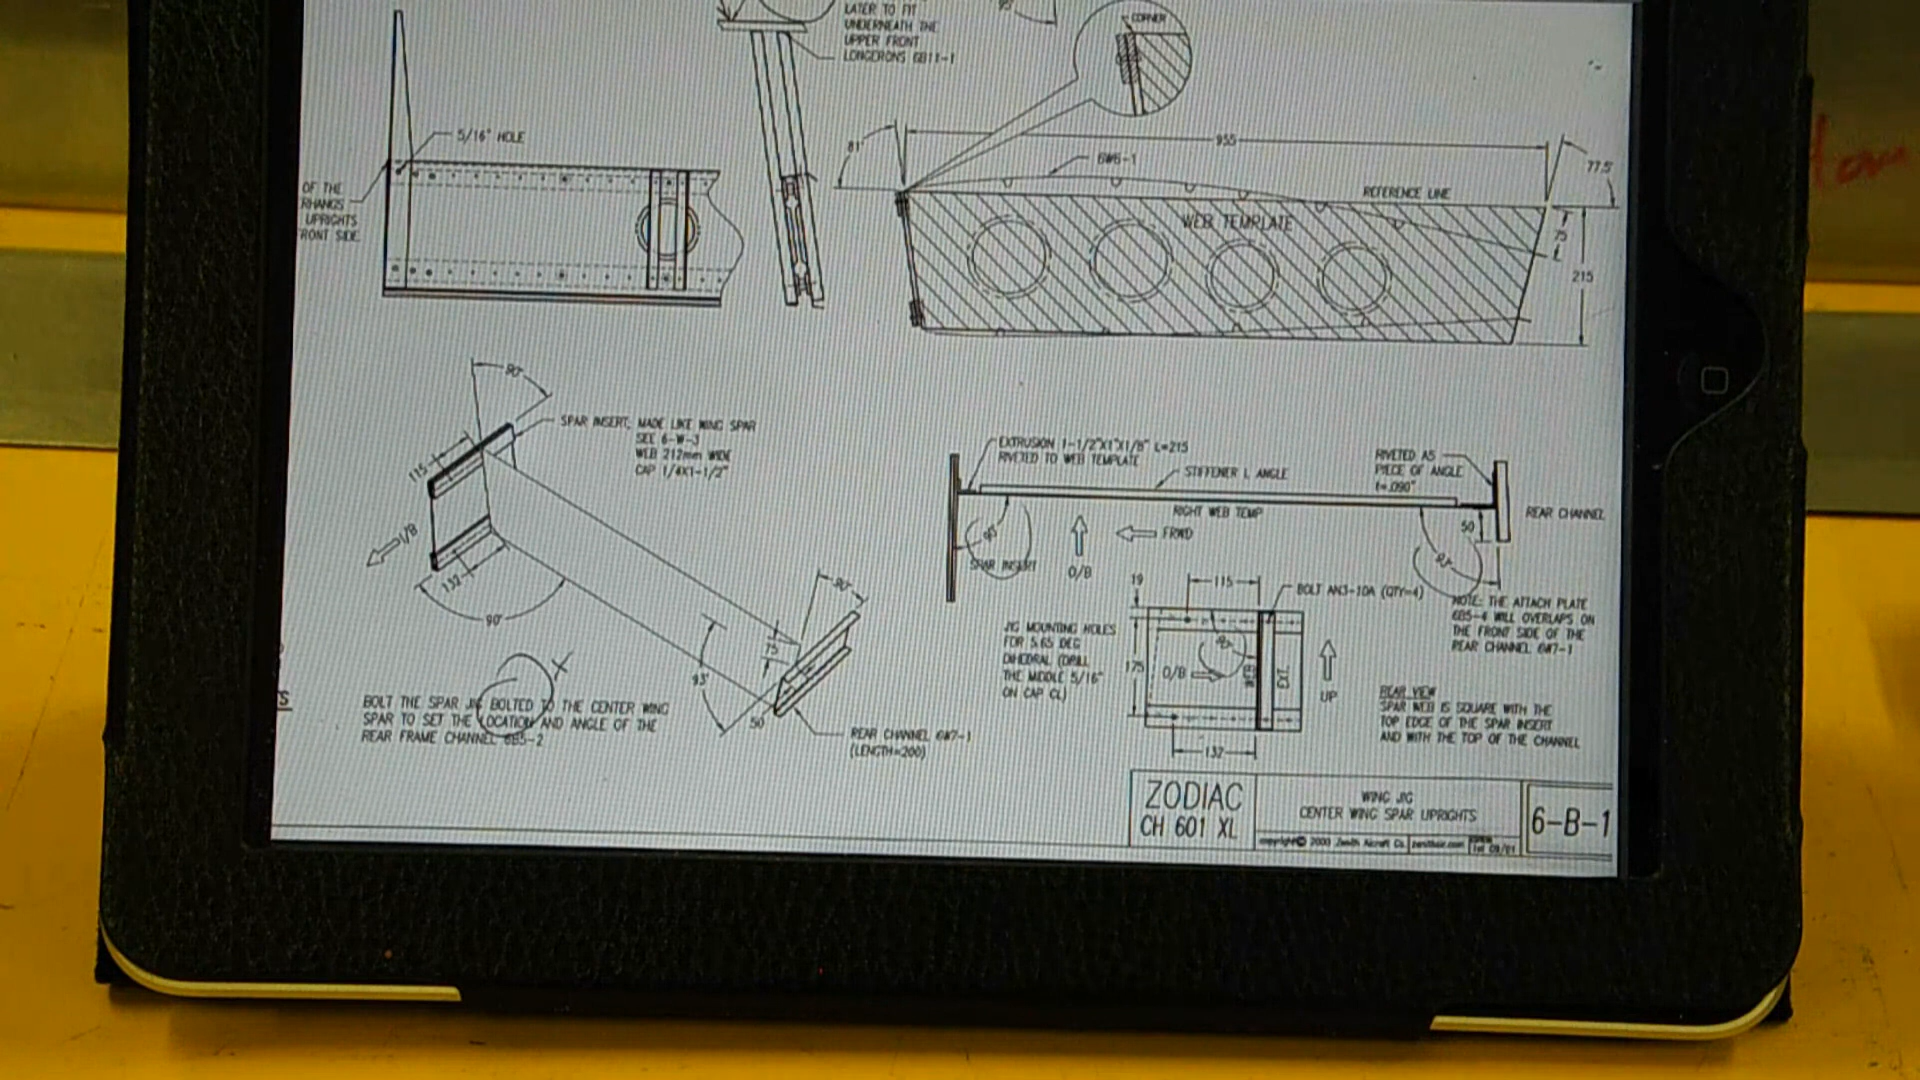 LATER TO FIT
UNDERNEATH THE
UPPER FRONT
LONGERONS 6B11-1
CORNER
5/16" HOLE
OF THE
RHANGS
UPRIGHTS
RONT SIDE.
81°
955
77.5°
6W6-1
REFERENCE LINE
WEB TEMPLATE
75
215
90°
SPAR INSERT; MADE LIKE WING SPAR
SEE 6-W-3
WEB 212mm WIDE
CAP 1/4X1-1/2"
115
I/B
132
90°
90°
75
93°
50
REAR CHANNEL 6W7-1
(LENGTH=200)
S
BOLT THE SPAR JIG BOLTED TO THE CENTER WING
SPAR TO SET THE LOCATION AND ANGLE OF THE
REAR FRAME CHANNEL 6B5-2
EXTRUSION 1-1/2"X1"X1/8" L=215
RIVETED TO WEB TEMPLATE
STIFFENER L ANGLE
RIVETED AS
PIECE OF ANGLE
t=.090"
RIGHT WEB TEMP
REAR CHANNEL
50
90°
FRWD
SPAR INSERT
O/B
NOTE: THE ATTACH PLATE
6B5-4 WILL OVERLAPS ON
THE FRONT SIDE OF THE
REAR CHANNEL 6W7-1
19
115
BOLT AN3-10A (QTY=4)
JIG MOUNTING HOLES
FOR 5.65 DEG
DIHEDRAL (DRILL
THE MIDDLE 5/16"
ON CAP CL)
175
O/B
UP
132
REAR VIEW
SPAR WEB IS SQUARE WITH THE
TOP EDGE OF THE SPAR INSERT
AND WITH THE TOP OF THE CHANNEL
ZODIAC
CH 601 XL
WING JIG
CENTER WING SPAR UPRIGHTS
6-B-1
copyright© 2000 Zenith Aircraft Co.
zenithair.com